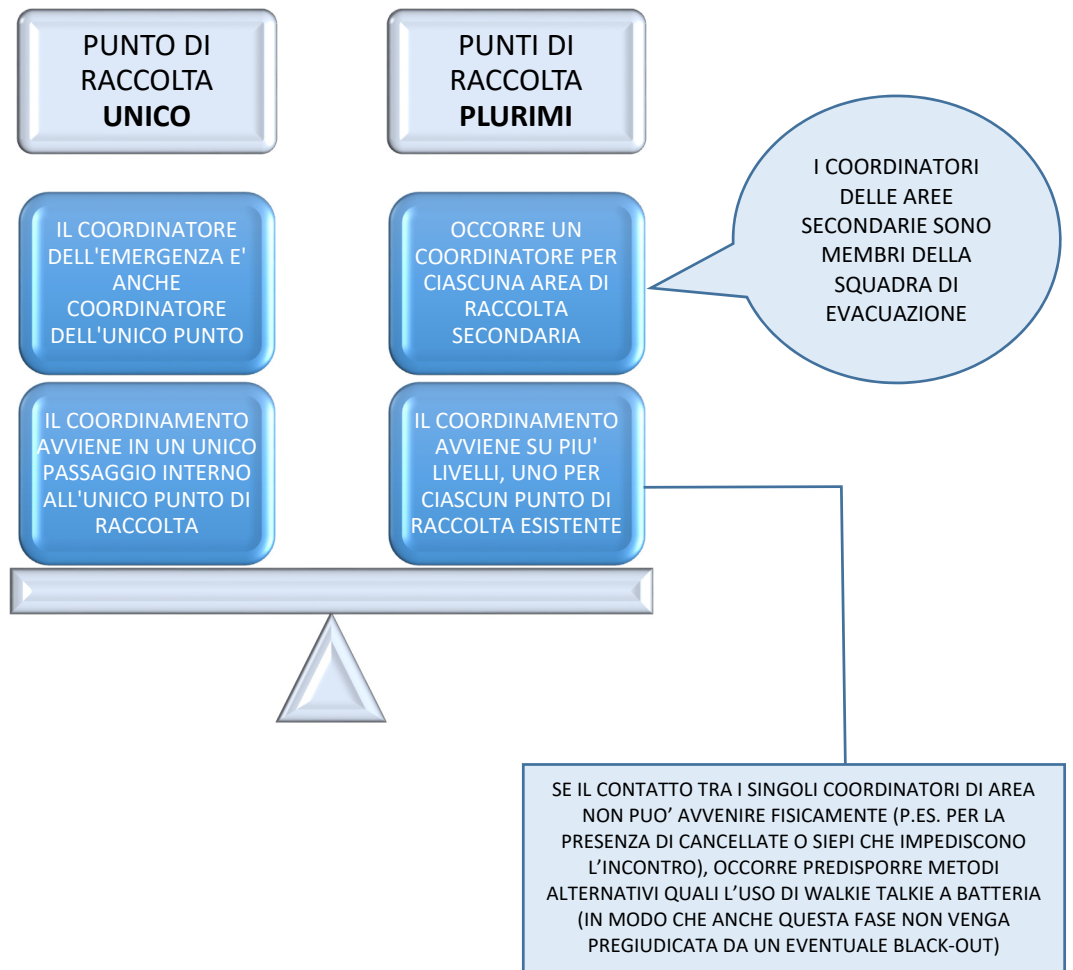 PUNTO DI
RACCOLTA
UNICO
PUNTI DI
RACCOLTA
PLURIMI
IL COORDINATORE
DELL'EMERGENZA E'
ANCHE
COORDINATORE
DELL'UNICO PUNTO
OCCORRE UN
COORDINATORE PER
CIASCUNA AREA DI
RACCOLTA
SECONDARIA
I COORDINATORI
DELLE AREE
SECONDARIE SONO
MEMBRI DELLA
SQUADRA DI
EVACUAZIONE
IL COORDINAMENTO
AVVIENE IN UN UNICO
PASSAGGIO INTERNO
ALL'UNICO PUNTO DI
RACCOLTA
IL COORDINAMENTO
AVVIENE SU PIU'
LIVELLI, UNO PER
CIASCUN PUNTO DI
RACCOLTA ESISTENTE
SE IL CONTATTO TRA I SINGOLI COORDINATORI DI AREA
NON PUO’ AVVENIRE FISICAMENTE (P.ES. PER LA
PRESENZA DI CANCELLATE O SIEPI CHE IMPEDISCONO
L’INCONTRO), OCCORRE PREDISPORRE METODI
ALTERNATIVI QUALI L’USO DI WALKIE TALKIE A BATTERIA
(IN MODO CHE ANCHE QUESTA FASE NON VENGA
PREGIUDICATA DA UN EVENTUALE BLACK-OUT)